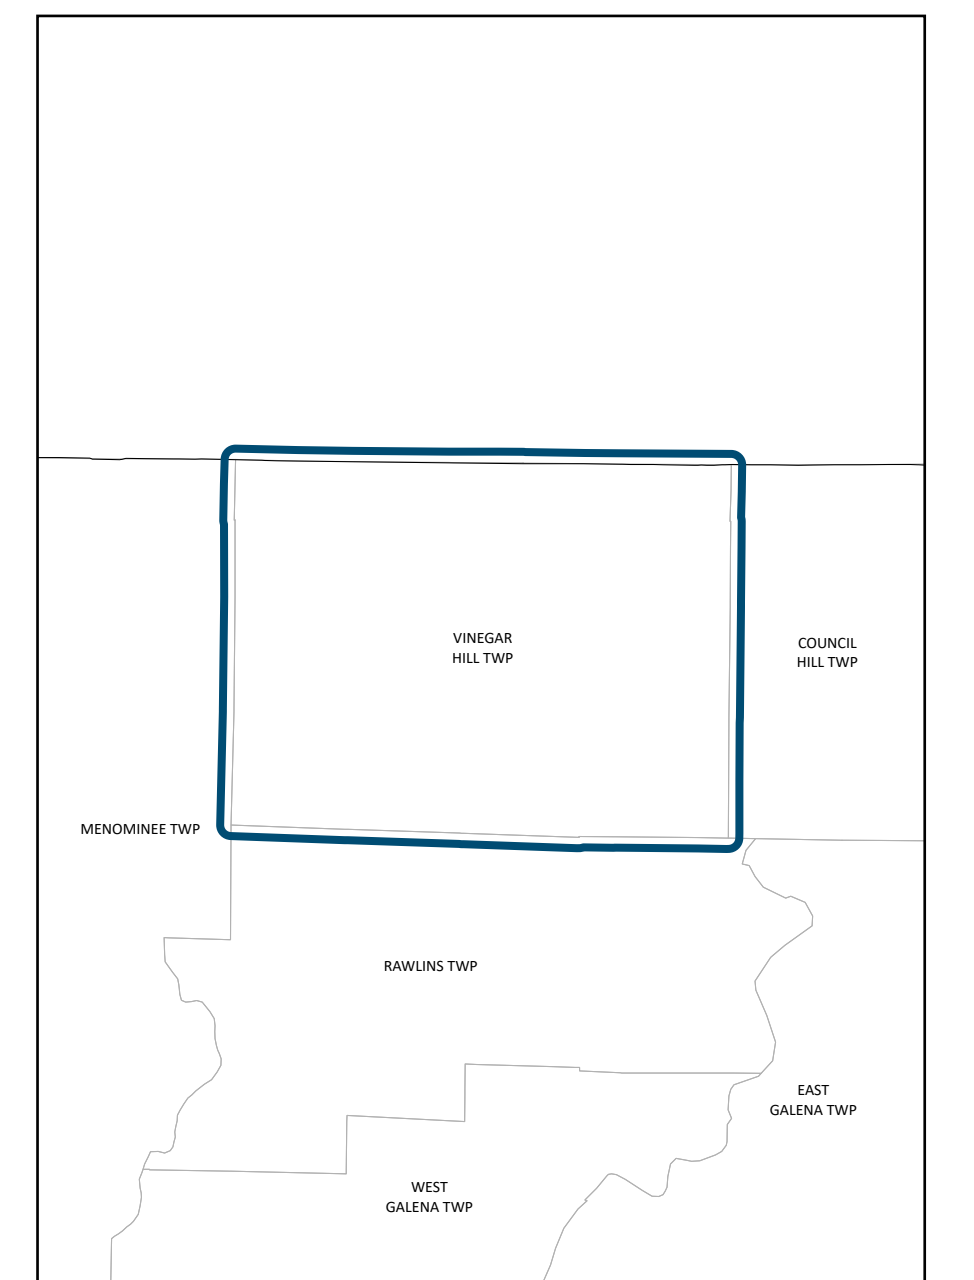 VINEGAR
HILL TWP
COUNCIL
HILL TWP
MENOMINEE TWP
RAWLINS TWP
EAST
GALENA TWP
WEST
GALENA TWP